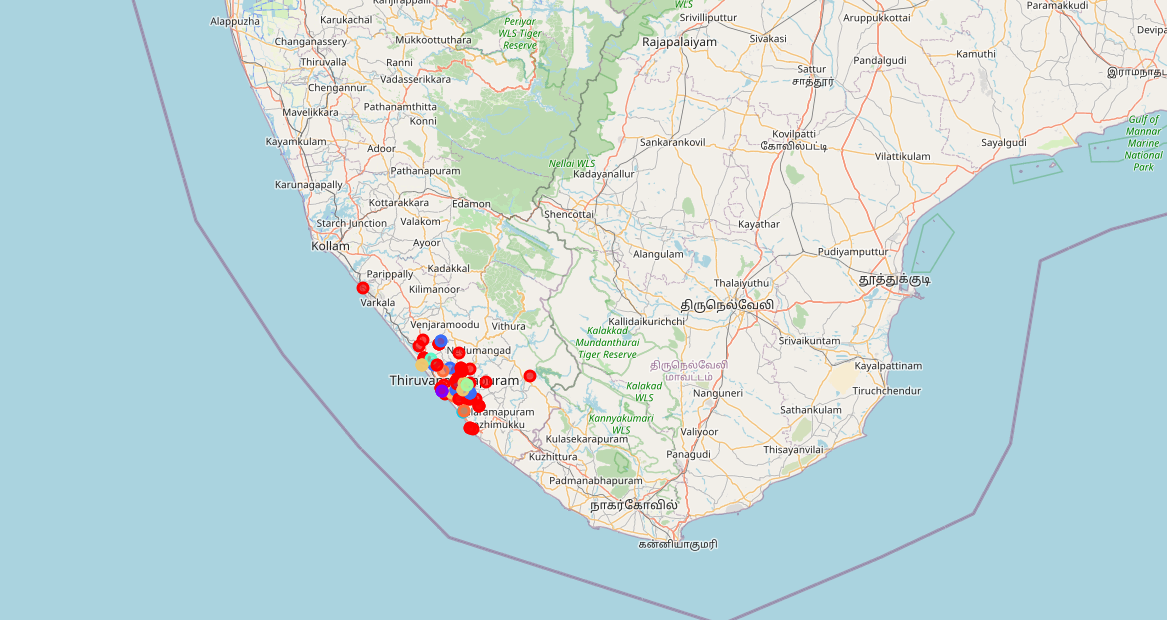 Kanjirappalli
WLS
Paramakkudi
Alappuzha
Karukachal
Periyar
WLS Tiger
Reserve
Srivilliputtur
Aruppukkottai
Changanassery
Mukkoottuthara
Rajapalaiyam
Sivakasi
Thiruvalla
Ranni
Vadasserikkara
Sattur
சாத்தூர்
Pandalgudi
Kamuthi
Chengannur
Mavelikkara
Pathanamthitta
Konni
Gulf of
Mannar
Marine
National
Park
Kayamkulam
Adoor
Sankarankovil
Kovilpatti
கோவில்பட்டி
Sayalgudi
Vilattikulam
Nellai WLS
Kadayanallur
Pathanapuram
Karunagapally
Kottarakkara
Edamon
Shencottai
Starch Junction
Valakom
Kayathar
Kollam
Ayoor
Alangulam
Pudiyamputtur
Parippally
Kadakkal
Thalaiyuthu
தூத்துக்குடி
Kilimanoor
Varkala
திருநெல்வேலி
Venjaramoodu
Vithura
Kallidaikurichchi
Kalakkad
Mundanthurai
Tiger Reserve
Srivaikuntam
திருநெல்வேலி
மாவட்டம்
Kayalpattinam
Kalakad
WLS
Nanguneri
Tiruchchendur
Sathankulam
Kannyakumari
WLS
Kulasekarapuram
Valiyoor
Thisayanvilai
Kuzhittura
Panagudi
Padmanabhapuram
நாகர்கோவில்
கன்னியாகுமரி